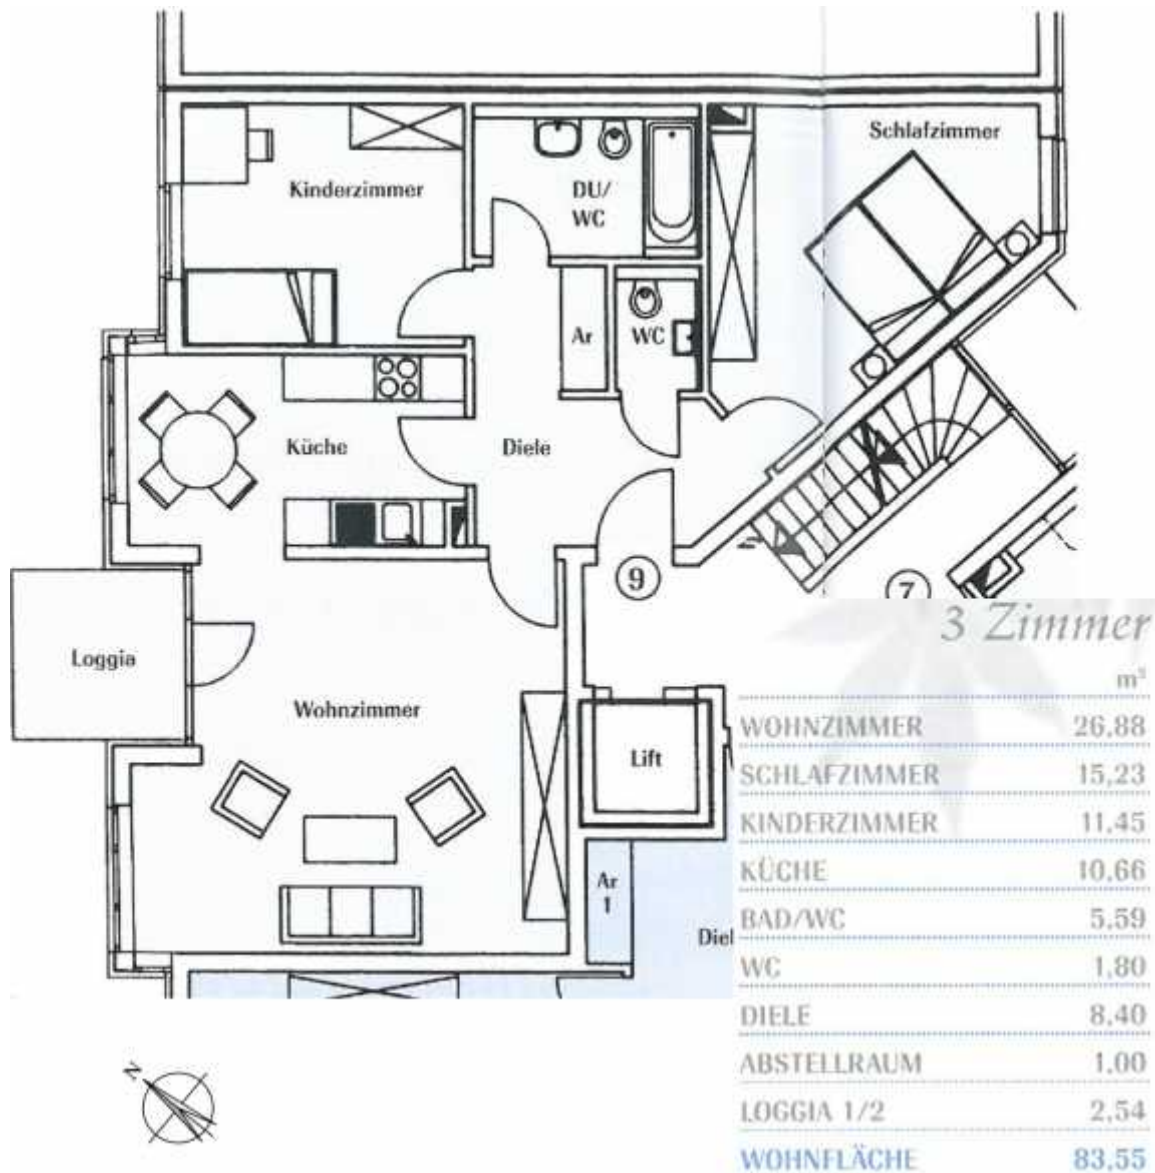 Schlafzimmer
Kinderzimmer
DU/
WC
Ar
WC
Küche
Diele
9
7
Loggia
Wohnzimmer
Lift
Ar
1
Diel
N
3 Zimmer
m²
WOHNZIMMER 26,88
SCHLAFZIMMER 15,23
KINDERZIMMER 11,45
KÜCHE 10,66
BAD/WC 5,59
WC 1,80
DIELE 8,40
ABSTELLRAUM 1,00
LOGGIA 1/2 2,54
WOHNFLÄCHE 83,55